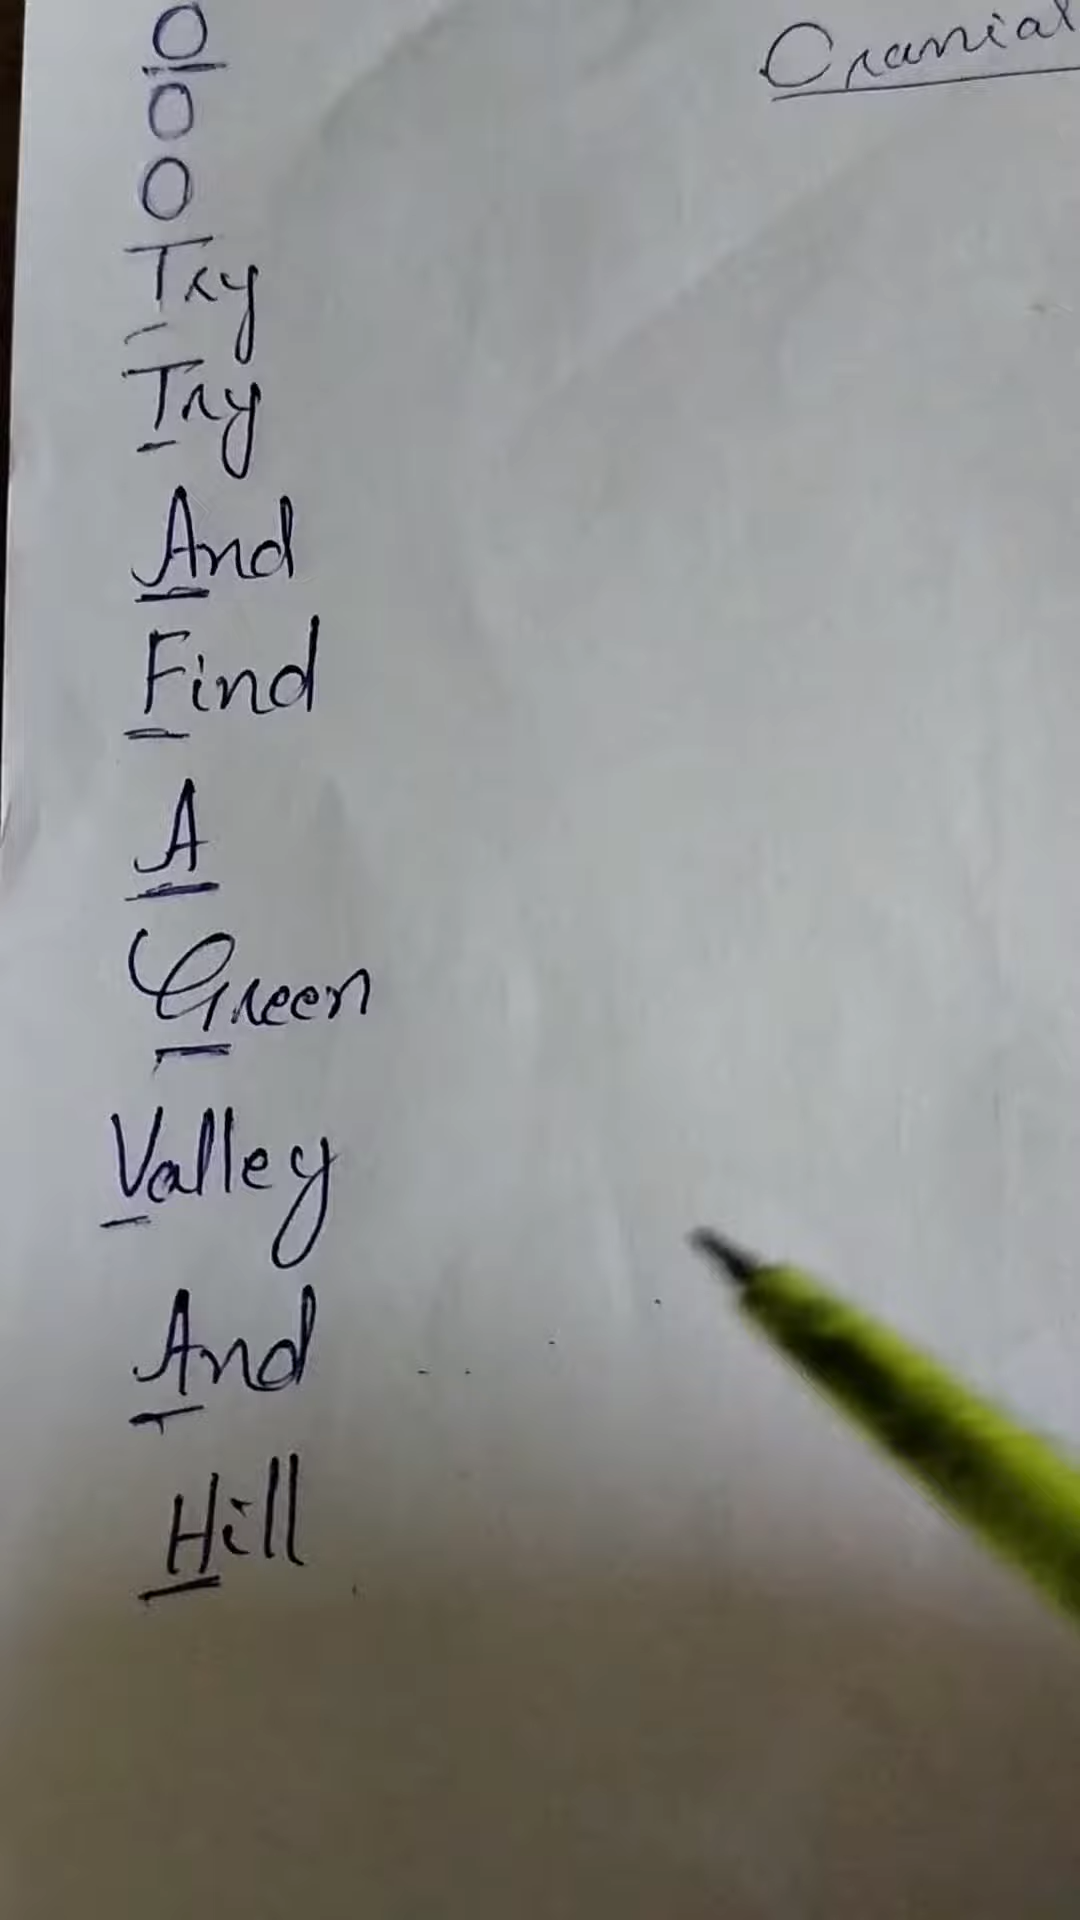 O
Cranial
O
O
Try
Try
And
Find
A
Green
Valley
And
Hill